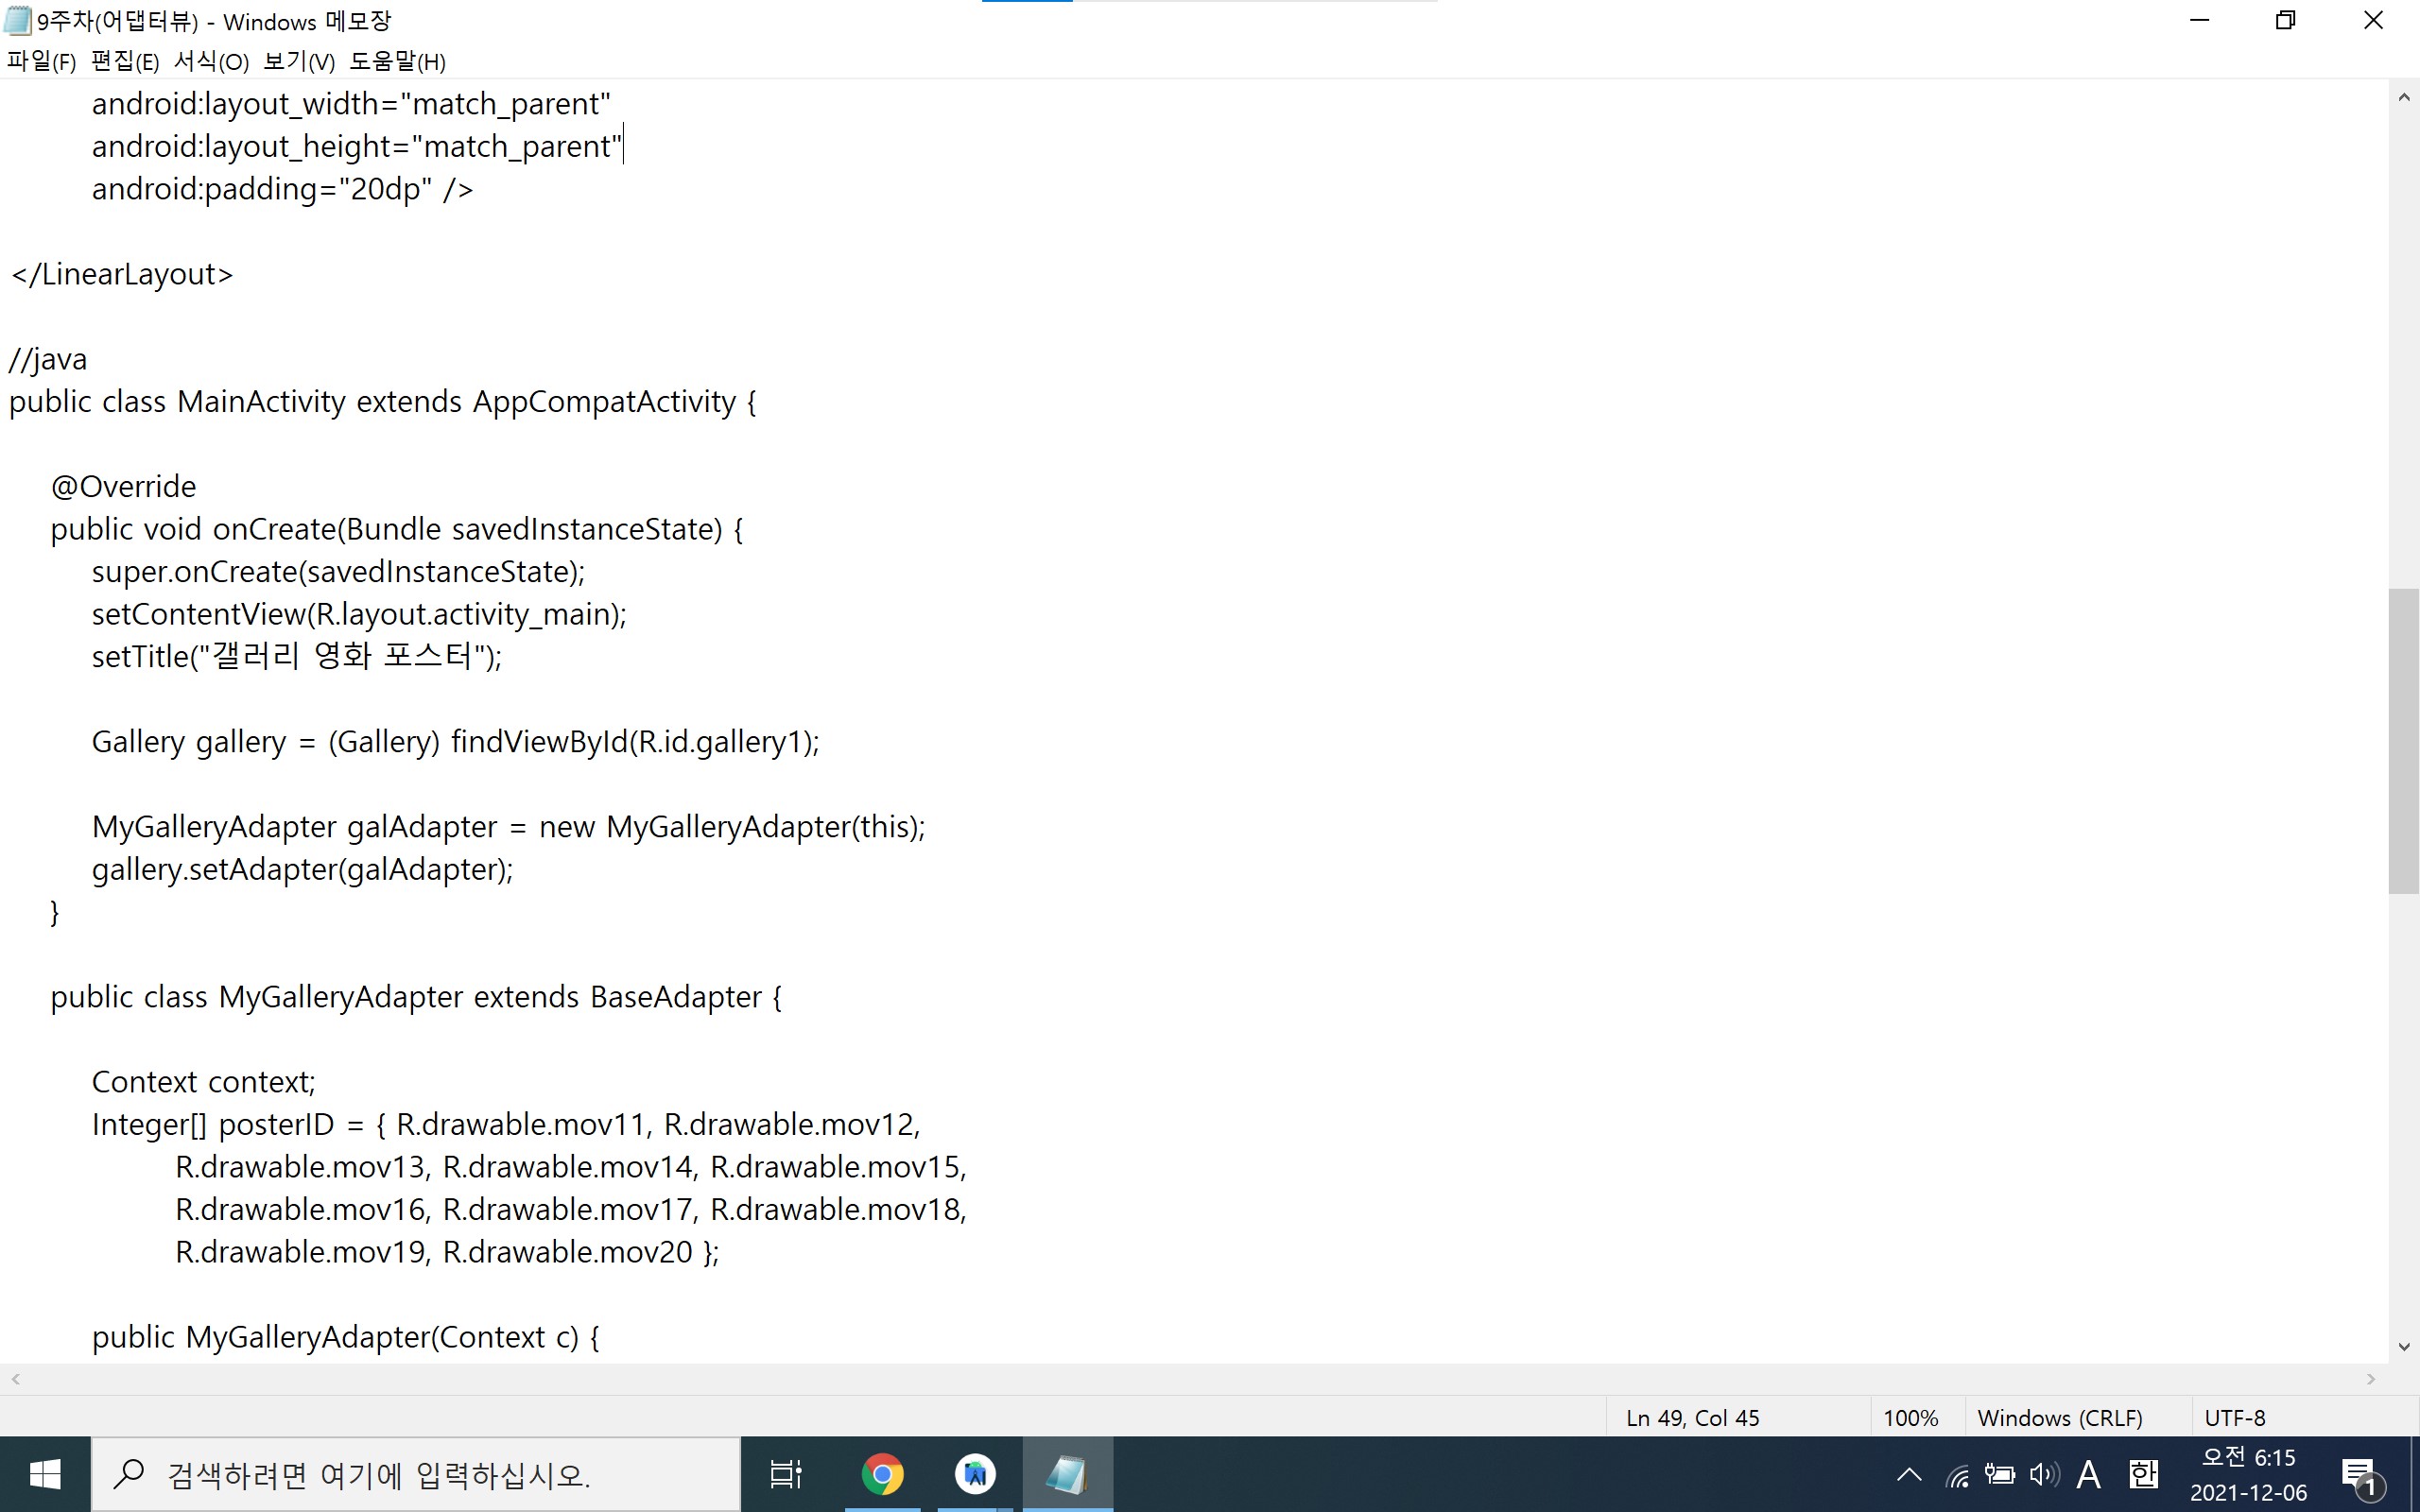 9주차(어댑터뷰) - Windows 메모장
파일(F) 편집(E) 서식(O) 보기(V) 도움말(H)
android:layout_width="match_parent"
android:layout_height="match_parent"
android:padding="20dp" />
</LinearLayout>
//java
public class MainActivity extends AppCompatActivity {
@Override
public void onCreate(Bundle savedInstanceState) {
super.onCreate(savedInstanceState);
setContentView(R.layout.activity_main);
setTitle("갤러리 영화 포스터");
Gallery gallery = (Gallery) findViewById(R.id.gallery1);
MyGalleryAdapter galAdapter = new MyGalleryAdapter(this);
gallery.setAdapter(galAdapter);
}
public class MyGalleryAdapter extends BaseAdapter {
Context context;
Integer[] posterID = { R.drawable.mov11, R.drawable.mov12,
R.drawable.mov13, R.drawable.mov14, R.drawable.mov15,
R.drawable.mov16, R.drawable.mov17, R.drawable.mov18,
R.drawable.mov19, R.drawable.mov20 };
public MyGalleryAdapter(Context c) {
Ln 49, Col 45 100% Windows (CRLF) UTF-8
검색하려면 여기에 입력하십시오.
A 한 오전 6:15
2021-12-06
1